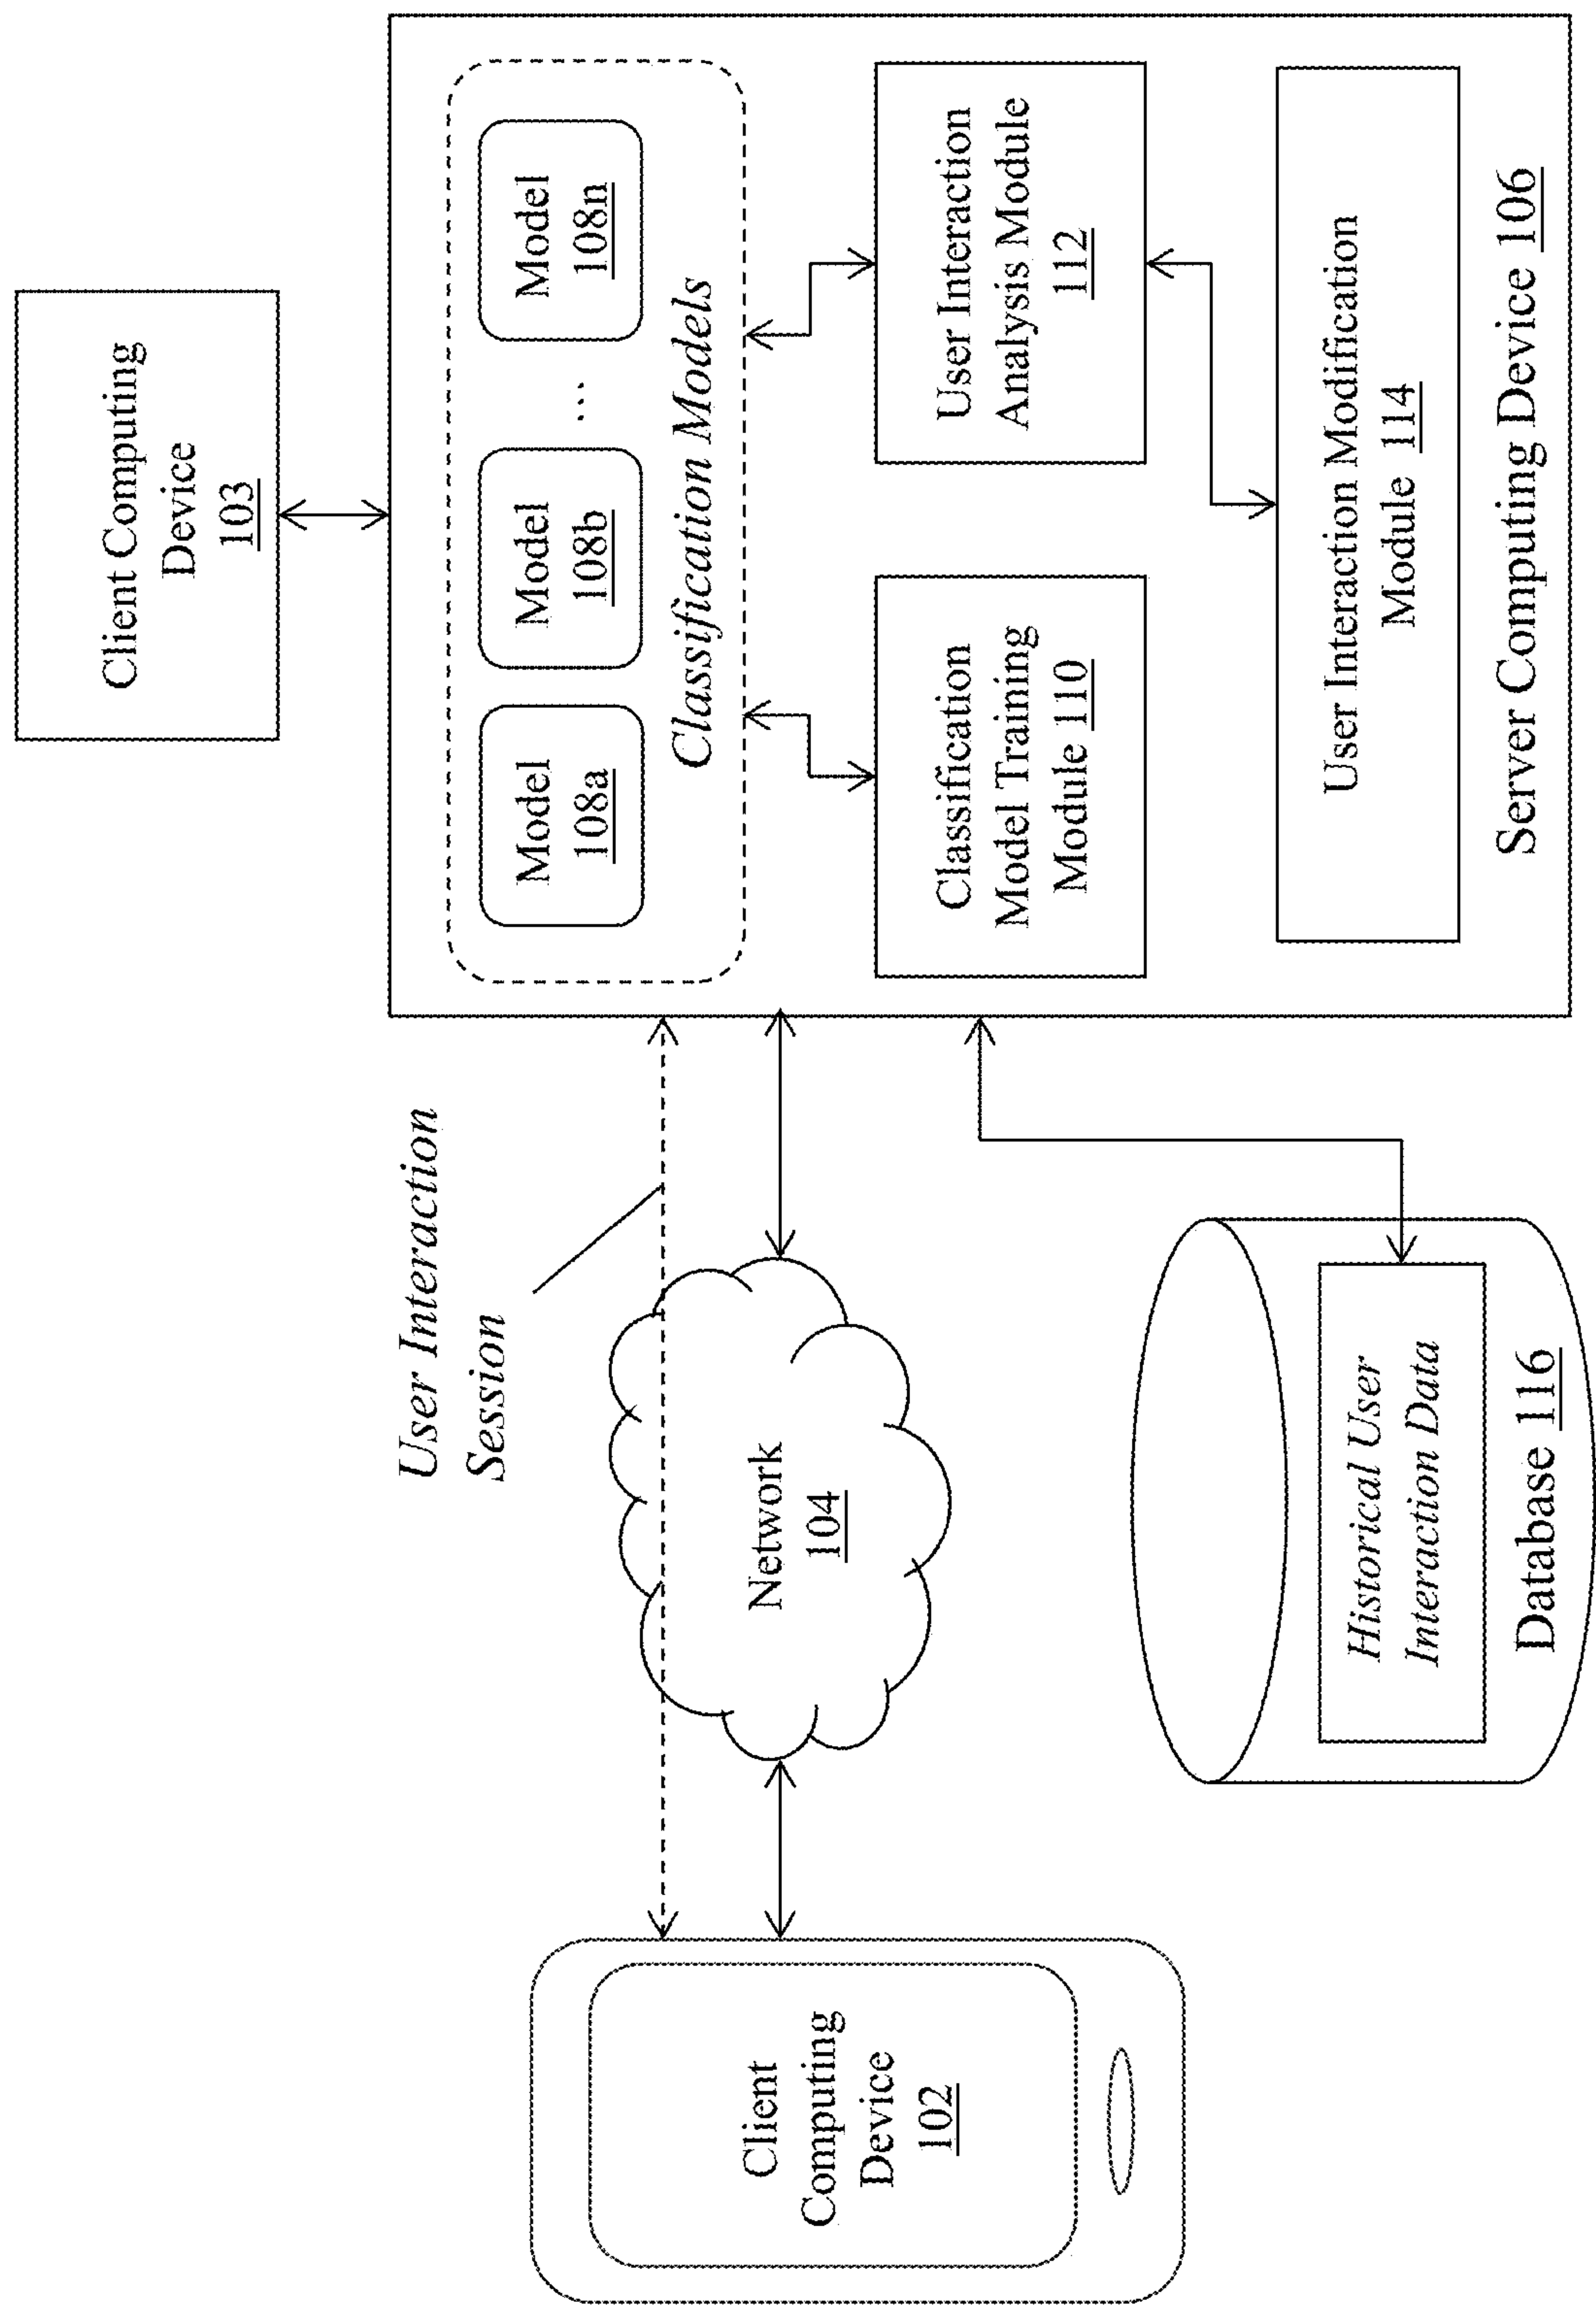 Client Computing
Device
103
User Interaction
Session
Model
108a
Model
108b
...
Model
108n
Classification Models
Client
Computing
Device
102
Network
104
Classification
Model Training
Module 110
User Interaction
Analysis Module
112
Historical User
Interaction Data
Database 116
User Interaction Modification
Module 114
Server Computing Device 106